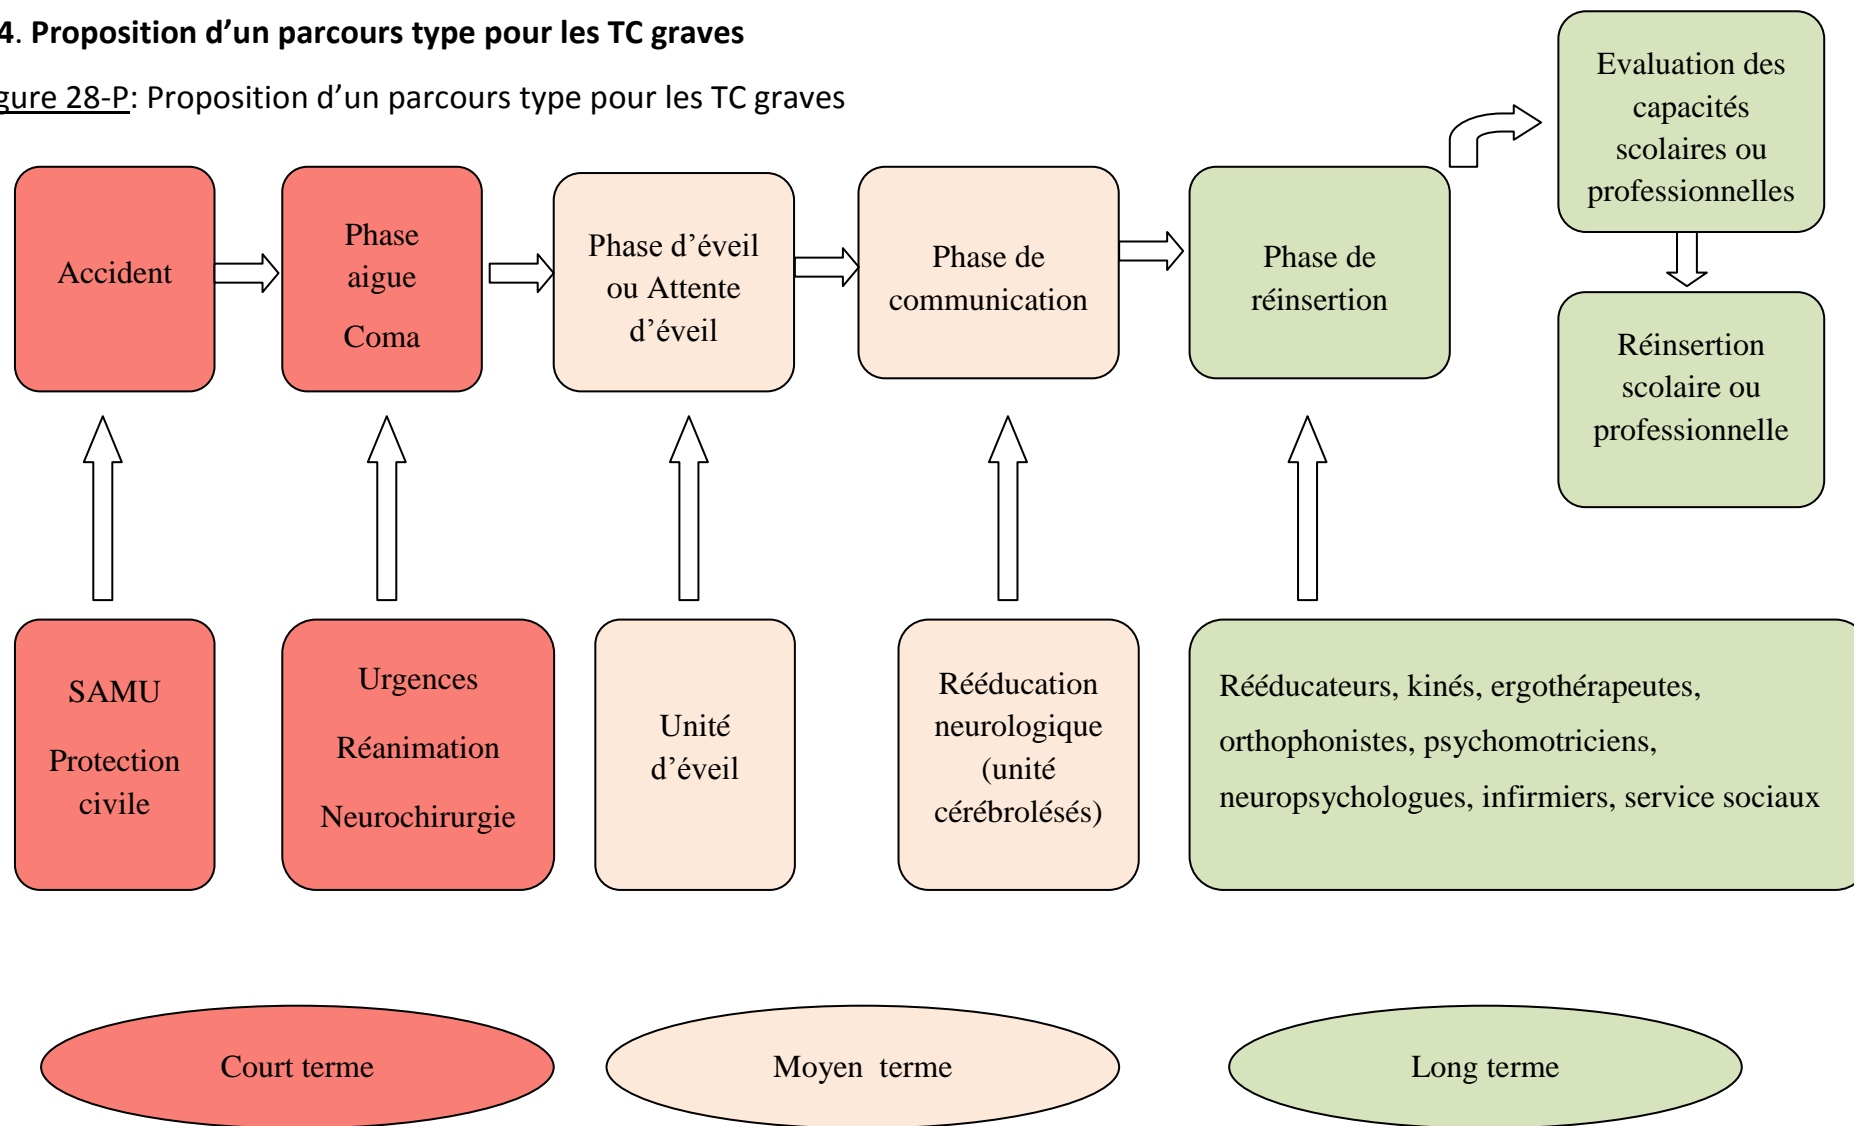 4. Proposition d’un parcours type pour les TC graves
gure 28-P: Proposition d’un parcours type pour les TC graves
Evaluation des
capacités
scolaires ou
professionnelles
Accident
Phase
aigue
Coma
Phase d’éveil
ou Attente
d’éveil
Phase de
communication
Phase de
réinsertion
Réinsertion
scolaire ou
professionnelle
SAMU
Protection
civile
Urgences
Réanimation
Neurochirurgie
Unité
d’éveil
Rééducation
neurologique
(unité
cérébrolésés)
Rééducateurs, kinés, ergothérapeutes,
orthophonistes, psychomotriciens,
neuropsychologues, infirmiers, service sociaux
Court terme
Moyen terme
Long terme